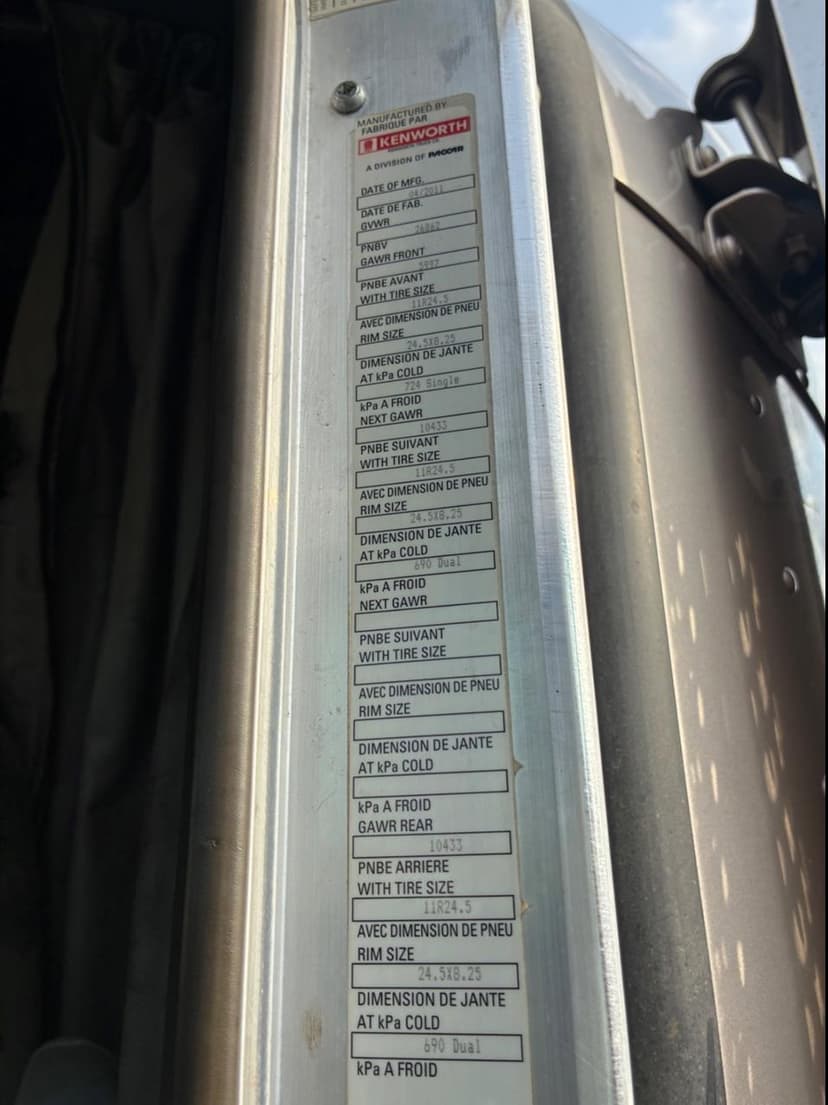 MANUFACTURED BY
FABRIQUE PAR
KENWORTH
A DIVISION OF PACCAR
DATE OF MFG.
04/2011
DATE DE FAB.
GVWR
26862
PNBV
GAWR FRONT
5997
PNBE AVANT
WITH TIRE SIZE
11R24.5
AVEC DIMENSION DE PNEU
RIM SIZE
24.5X8.25
DIMENSION DE JANTE
AT kPa COLD
724 Single
kPa A FROID
NEXT GAWR
10433
PNBE SUIVANT
WITH TIRE SIZE
11R24.5
AVEC DIMENSION DE PNEU
RIM SIZE
24.5X8.25
DIMENSION DE JANTE
AT kPa COLD
690 Dual
kPa A FROID
NEXT GAWR
PNBE SUIVANT
WITH TIRE SIZE
AVEC DIMENSION DE PNEU
RIM SIZE
DIMENSION DE JANTE
AT kPa COLD
kPa A FROID
GAWR REAR
10433
PNBE ARRIERE
WITH TIRE SIZE
11R24.5
AVEC DIMENSION DE PNEU
RIM SIZE
24.5X8.25
DIMENSION DE JANTE
AT kPa COLD
690 Dual
kPa A FROID